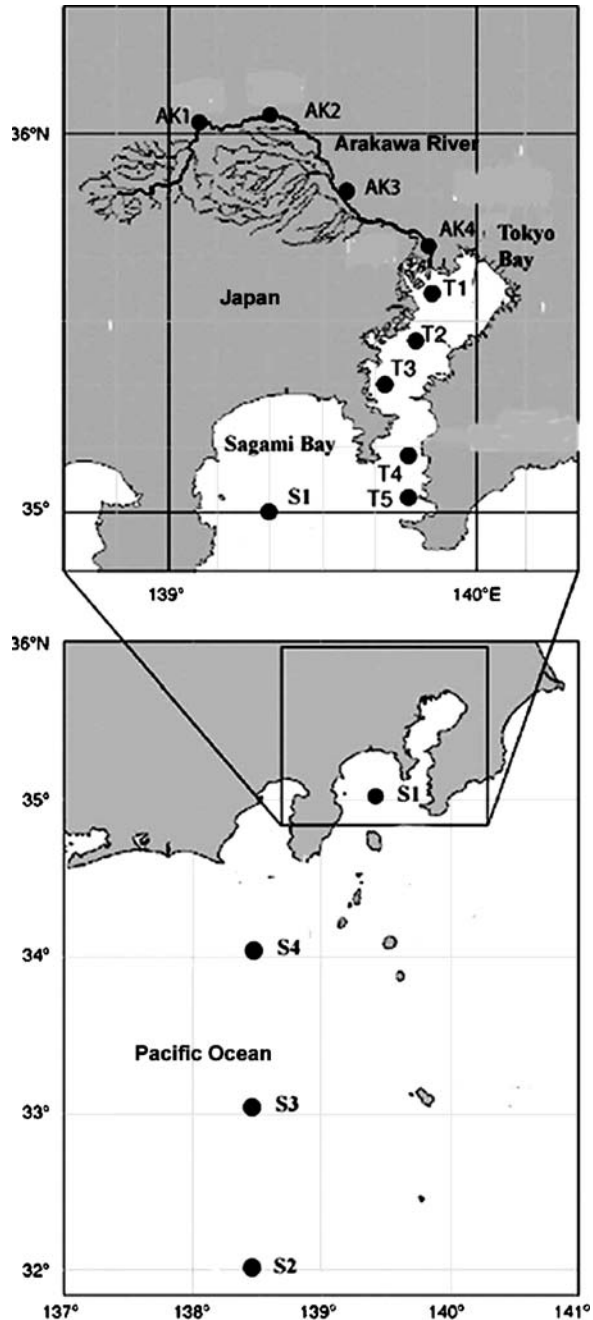 AK1
AK2
36°N
Arakawa River
AK3
AK4
Tokyo
Bay
T1
Japan
T2
T3
Sagami Bay
T4
S1
T5
35°
139°
140°E
36°N
35°
S1
34°
S4
Pacific Ocean
33°
S3
32°
S2
137°
138°
139°
140°
141°